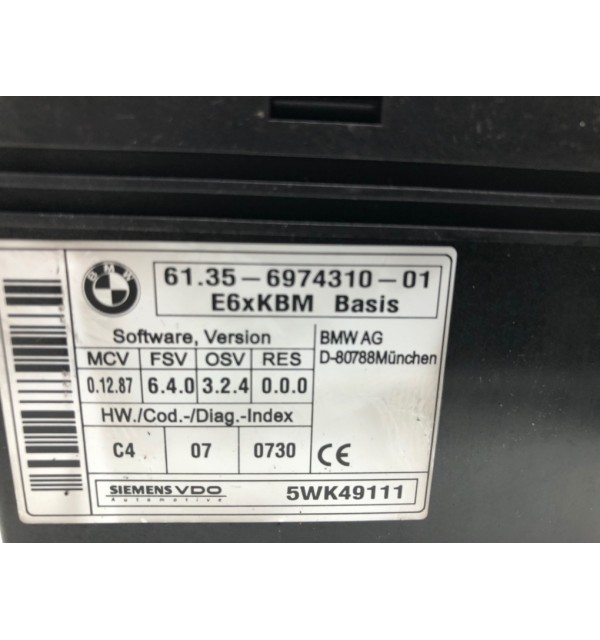 BMW
61.35-6974310-01
E6xKBM Basis
Software, Version
MCV FSV OSV RES
0.12.87 6.4.0 3.2.4 0.0.0
BMW AG
D-80788München
HW./Cod.-/Diag.-Index
C4 07 0730
CE
SIEMENS VDO
Automotive
5WK49111